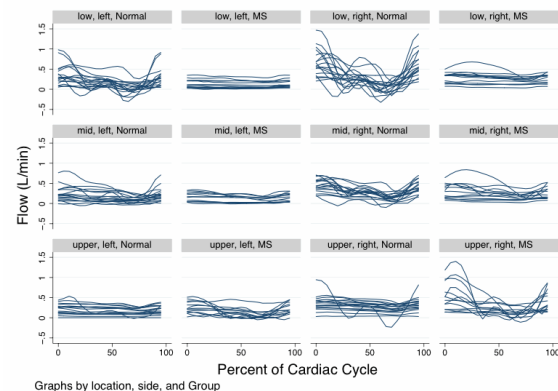 low, left, Normal low, left, MS low, right, Normal low, right, MS
-.5 0 .5 1 1.5
mid, left, Normal mid, left, MS mid, right, Normal mid, right, MS
-.5 0 .5 1 1.5
upper, left, Normal upper, left, MS upper, right, Normal upper, right, MS
-.5 0 .5 1 1.5
Flow (L/min)
0 50 100 0 50 100 0 50 100 0 50 100
Percent of Cardiac Cycle
Graphs by location, side, and Group